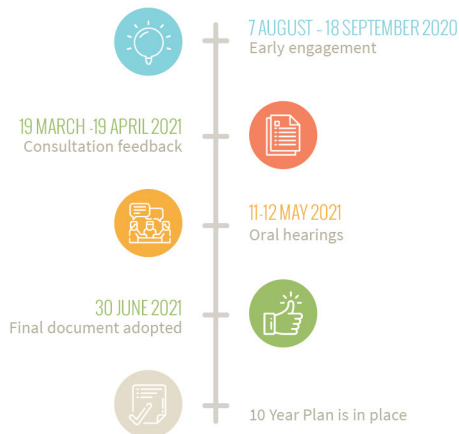 7 AUGUST - 18 SEPTEMBER 2020
Early engagement
19 MARCH -19 APRIL 2021
Consultation feedback
11-12 MAY 2021
Oral hearings
30 JUNE 2021
Final document adopted
10 Year Plan is in place